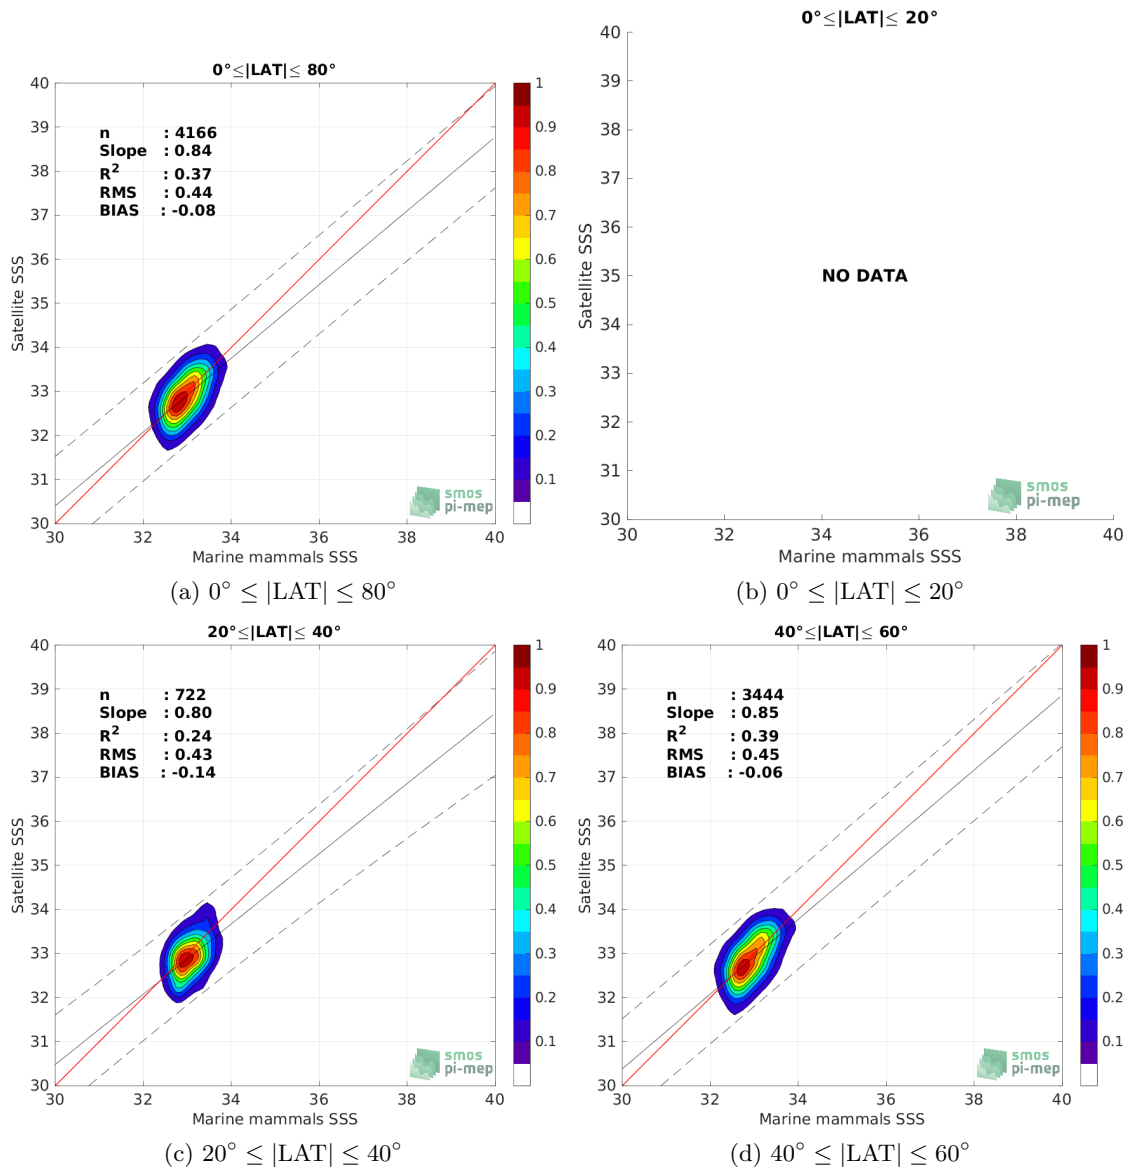 0°≤|LAT|≤ 80°
40
39
38
37
36
35
34
33
32
31
30
Satellite SSS
n : 4166
Slope : 0.84
R² : 0.37
RMS : 0.44
BIAS : -0.08
smos
pi-mep
30 32 34 36 38 40
Marine mammals SSS
1
0.9
0.8
0.7
0.6
0.5
0.4
0.3
0.2
0.1
(a) 0° ≤ |LAT| ≤ 80°
0°≤|LAT|≤ 20°
40
39
38
37
36
35
34
33
32
31
30
Satellite SSS
NO DATA
smos
pi-mep
30 32 34 36 38 40
Marine mammals SSS
(b) 0° ≤ |LAT| ≤ 20°
20°≤|LAT|≤ 40°
40
39
38
37
36
35
34
33
32
31
30
Satellite SSS
n : 722
Slope : 0.80
R² : 0.24
RMS : 0.43
BIAS : -0.14
smos
pi-mep
30 32 34 36 38 40
Marine mammals SSS
1
0.9
0.8
0.7
0.6
0.5
0.4
0.3
0.2
0.1
(c) 20° ≤ |LAT| ≤ 40°
40°≤|LAT|≤ 60°
40
39
38
37
36
35
34
33
32
31
30
Satellite SSS
n : 3444
Slope : 0.85
R² : 0.39
RMS : 0.45
BIAS : -0.06
smos
pi-mep
30 32 34 36 38 40
Marine mammals SSS
1
0.9
0.8
0.7
0.6
0.5
0.4
0.3
0.2
0.1
(d) 40° ≤ |LAT| ≤ 60°